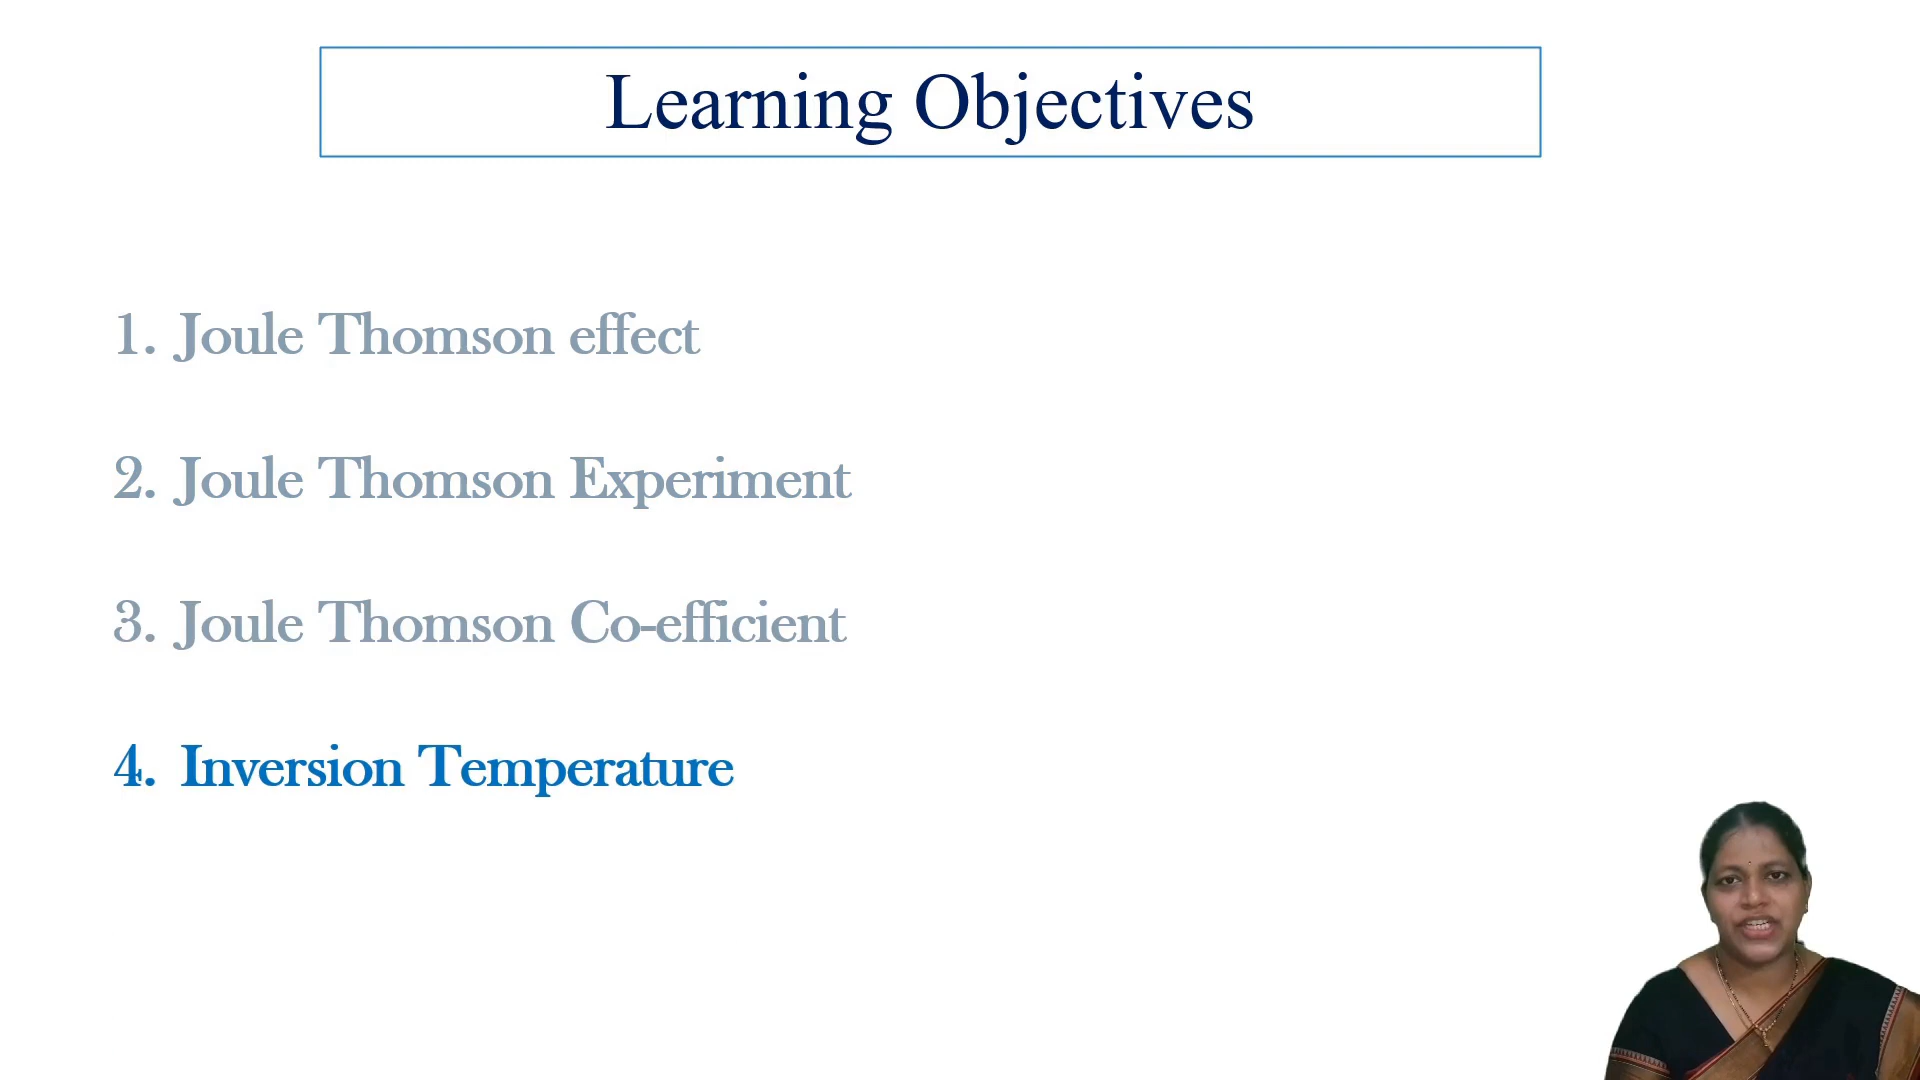 Learning Objectives
1. Joule Thomson effect
2. Joule Thomson Experiment
3. Joule Thomson Co-efficient
4. Inversion Temperature